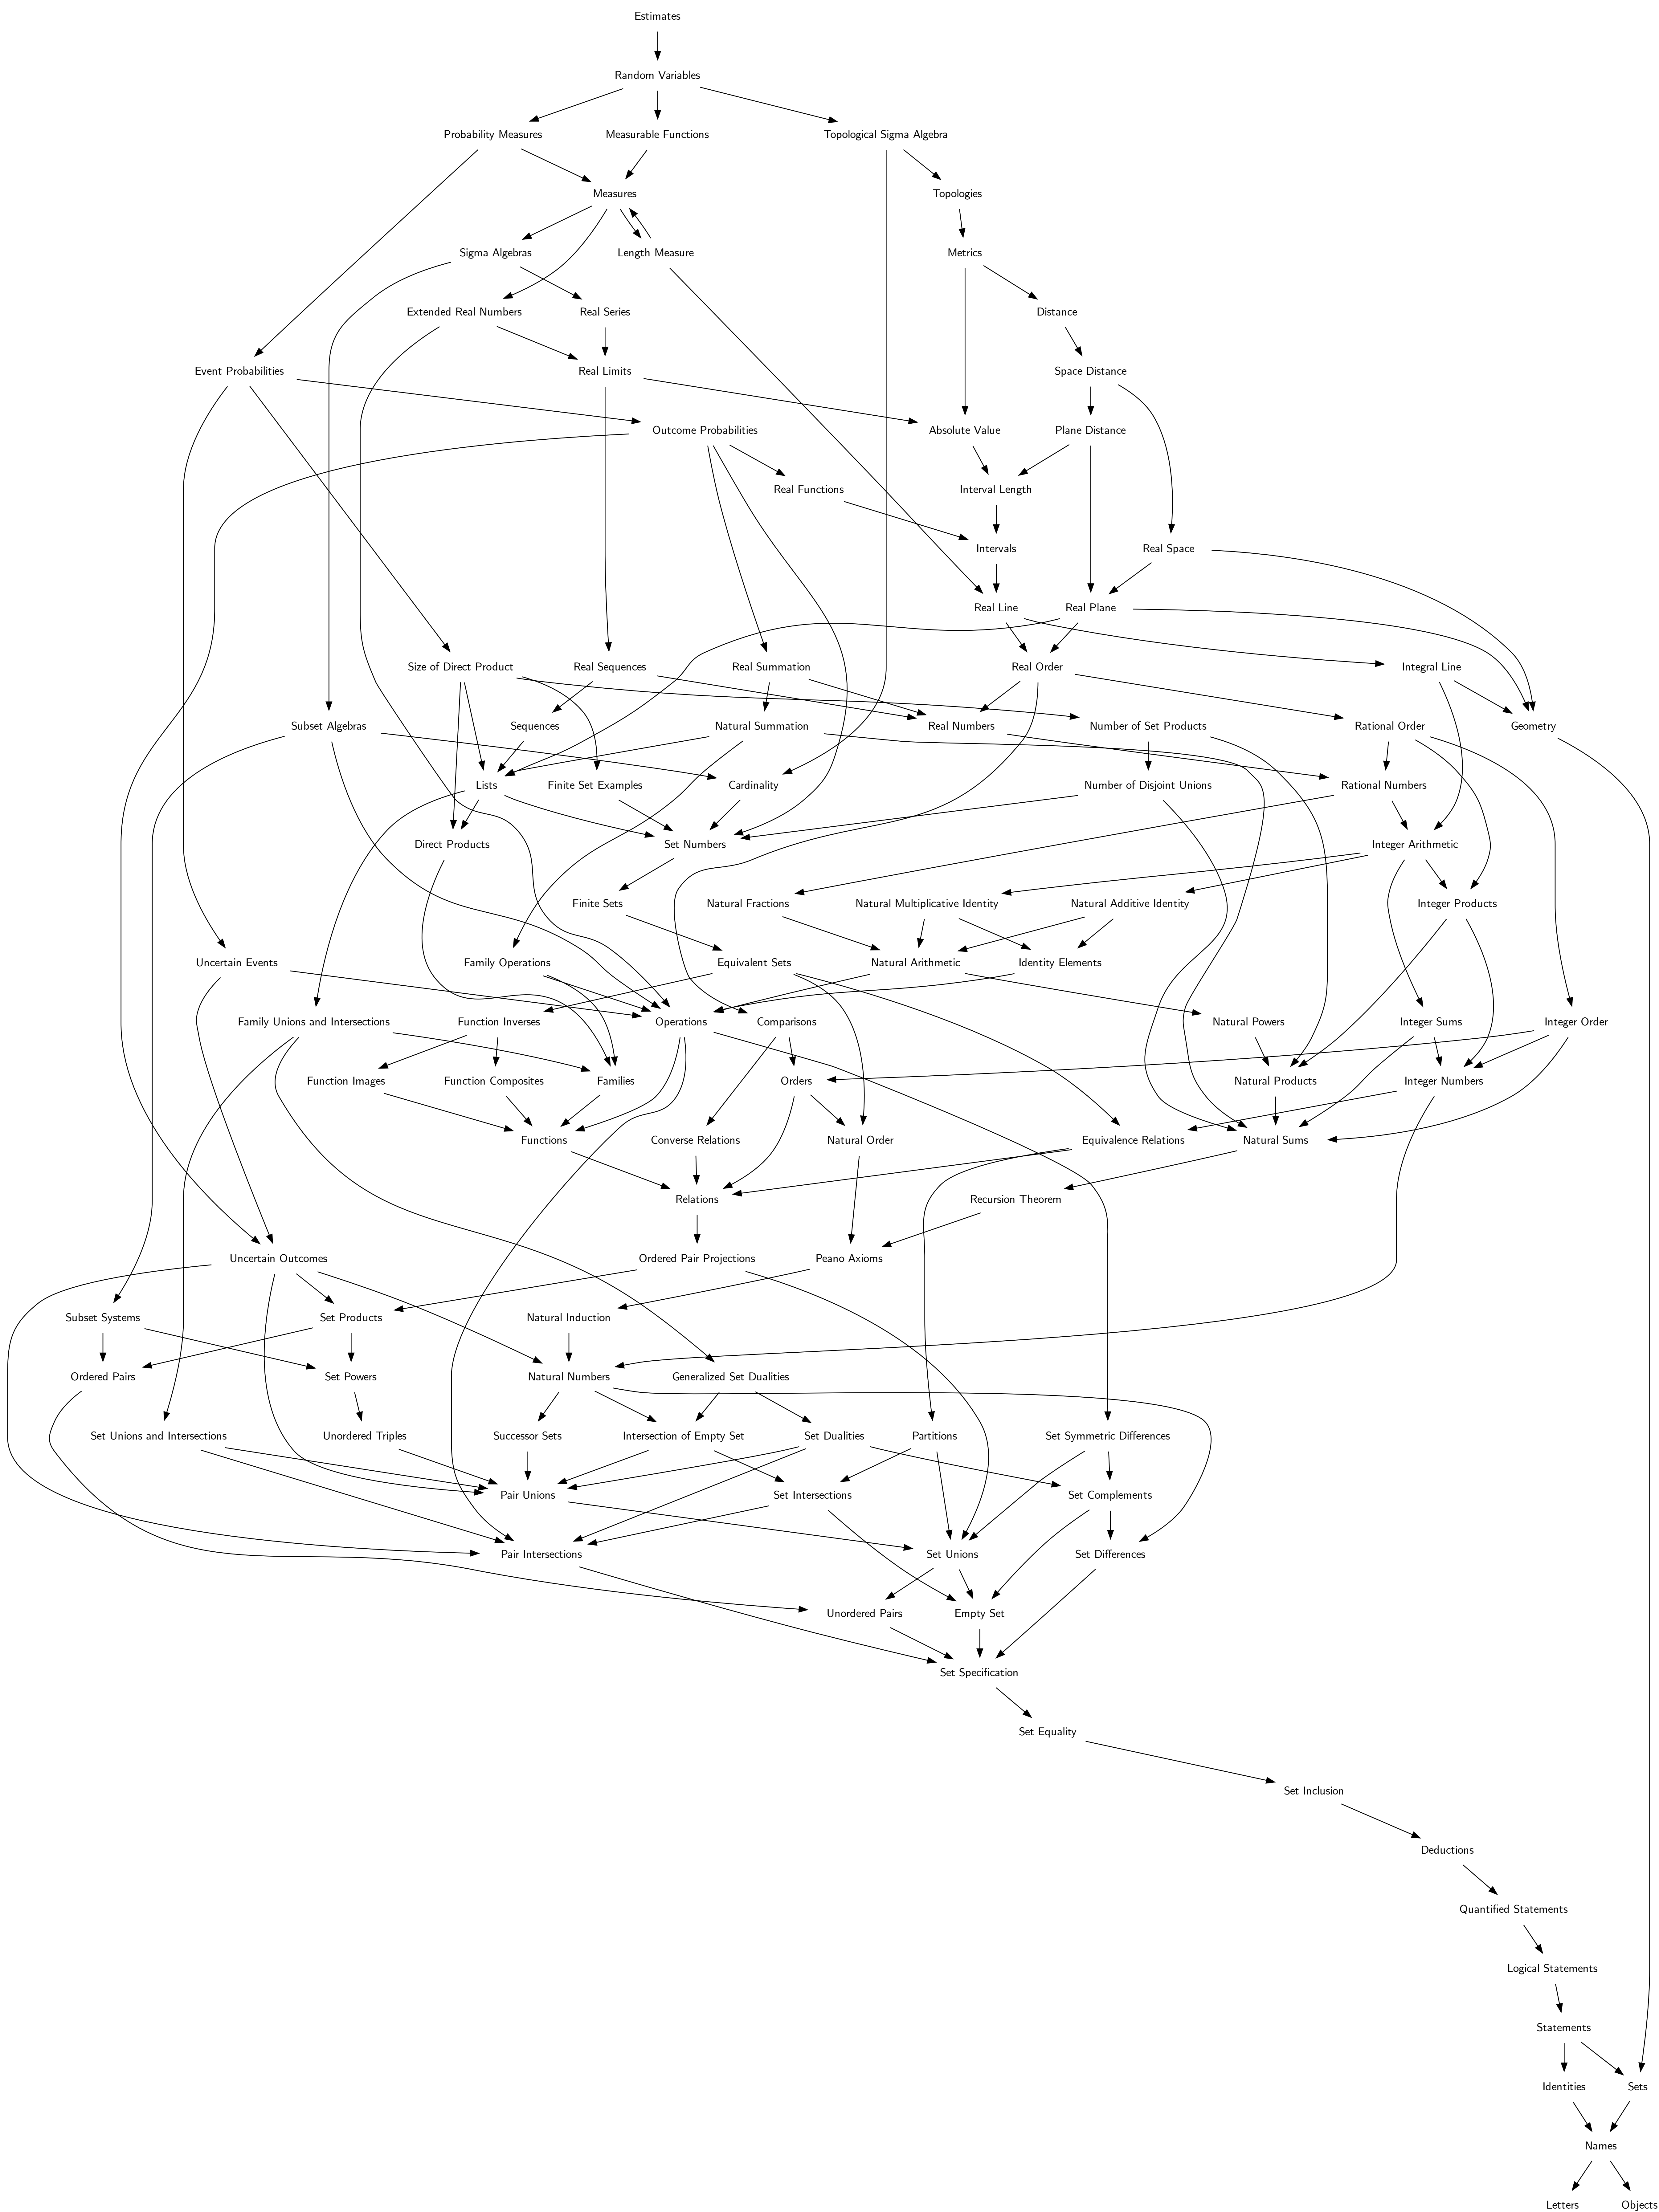 Estimates
Random Variables
Probability Measures
Measurable Functions
Topological Sigma Algebra
Measures
Topologies
Sigma Algebras
Length Measure
Metrics
Extended Real Numbers
Real Series
Distance
Event Probabilities
Real Limits
Space Distance
Outcome Probabilities
Absolute Value
Plane Distance
Real Functions
Interval Length
Intervals
Real Space
Real Line
Real Plane
Size of Direct Product
Real Sequences
Real Summation
Real Order
Integral Line
Subset Algebras
Sequences
Natural Summation
Real Numbers
Number of Set Products
Rational Order
Geometry
Lists
Finite Set Examples
Cardinality
Number of Disjoint Unions
Rational Numbers
Direct Products
Set Numbers
Integer Arithmetic
Finite Sets
Natural Fractions
Natural Multiplicative Identity
Natural Additive Identity
Integer Products
Uncertain Events
Family Operations
Equivalent Sets
Natural Arithmetic
Identity Elements
Family Unions and Intersections
Function Inverses
Operations
Comparisons
Natural Powers
Integer Sums
Integer Order
Function Images
Function Composites
Families
Orders
Natural Products
Integer Numbers
Functions
Converse Relations
Natural Order
Equivalence Relations
Natural Sums
Relations
Recursion Theorem
Uncertain Outcomes
Ordered Pair Projections
Peano Axioms
Subset Systems
Set Products
Natural Induction
Ordered Pairs
Set Powers
Natural Numbers
Generalized Set Dualities
Set Unions and Intersections
Unordered Triples
Successor Sets
Intersection of Empty Set
Set Dualities
Partitions
Set Symmetric Differences
Pair Unions
Set Intersections
Set Complements
Pair Intersections
Set Unions
Set Differences
Unordered Pairs
Empty Set
Set Specification
Set Equality
Set Inclusion
Deductions
Quantified Statements
Logical Statements
Statements
Identities
Sets
Names
Letters
Objects